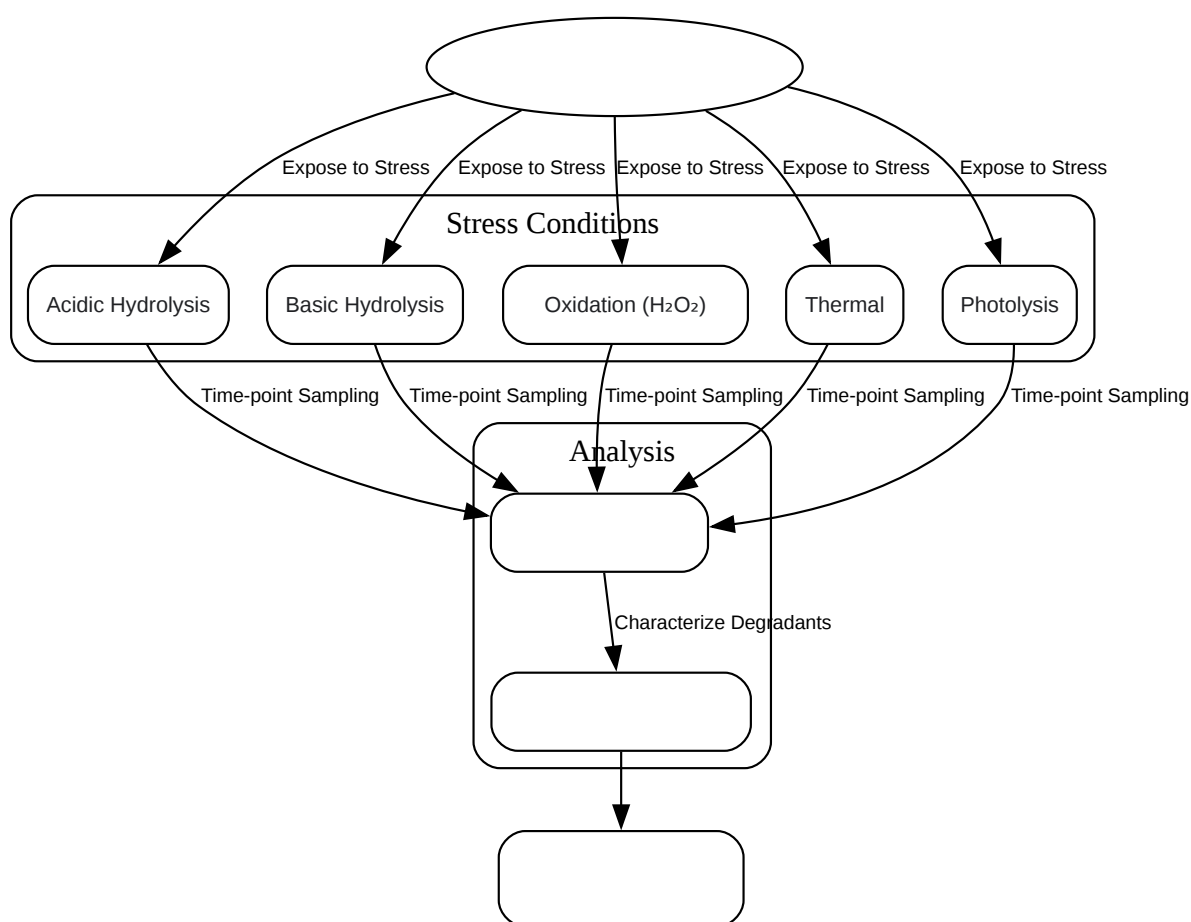 Expose to Stress
Expose to Stress
Expose to Stress
Expose to Stress
Expose to Stress
Stress Conditions
Acidic Hydrolysis
Basic Hydrolysis
Oxidation (H₂O₂)
Thermal
Photolysis
Time-point Sampling
Time-point Sampling
Time-point Sampling
Time-point Sampling
Time-point Sampling
Analysis
Characterize Degradants